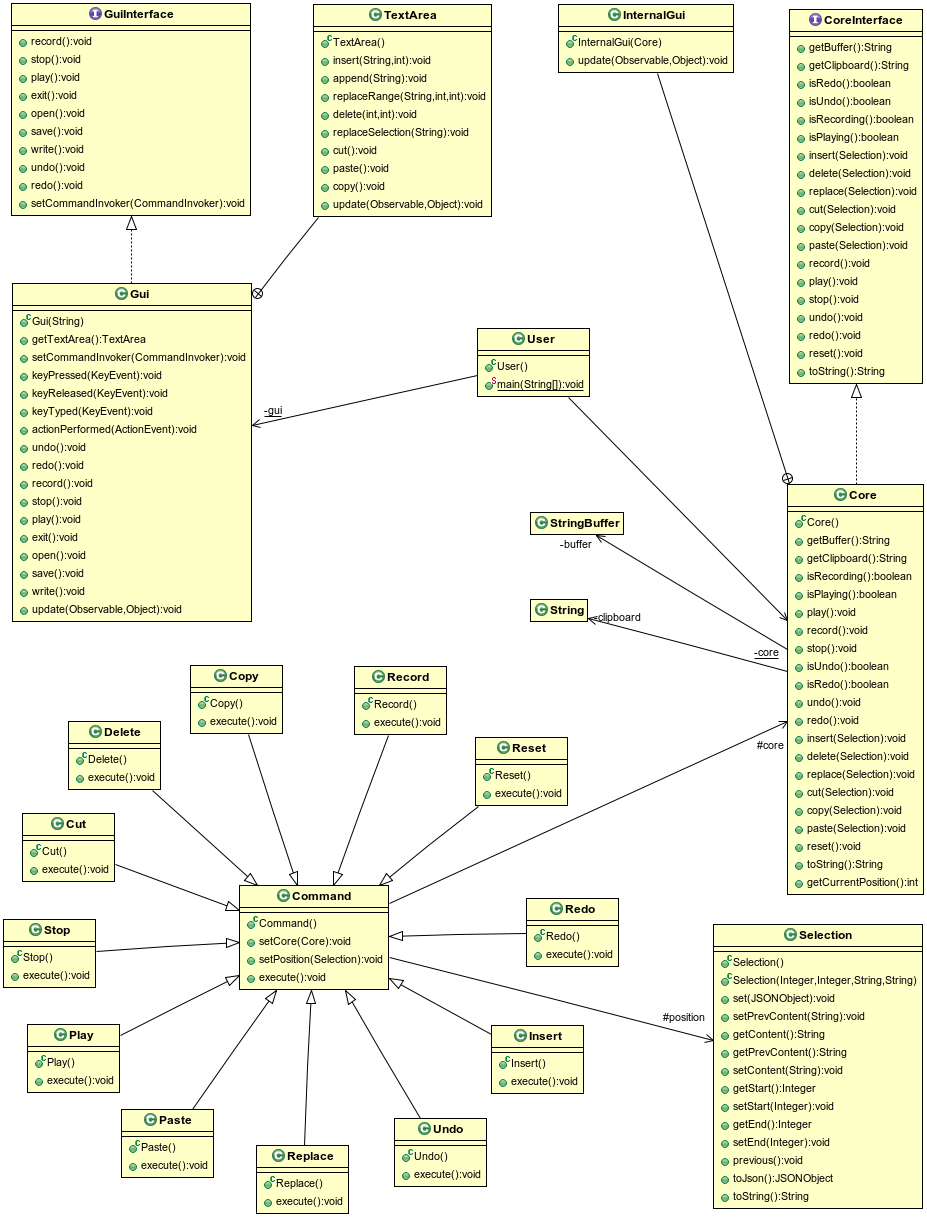 GuiInterface
record():void
stop():void
play():void
exit():void
open():void
save():void
write():void
undo():void
redo():void
setCommandInvoker(CommandInvoker):void
TextArea
TextArea()
insert(String,int):void
append(String):void
replaceRange(String,int,int):void
delete(int,int):void
replaceSelection(String):void
cut():void
paste():void
copy():void
update(Observable,Object):void
InternalGui
InternalGui(Core)
update(Observable,Object):void
CoreInterface
getBuffer():String
getClipboard():String
isRedo():boolean
isUndo():boolean
isRecording():boolean
isPlaying():boolean
insert(Selection):void
delete(Selection):void
replace(Selection):void
cut(Selection):void
copy(Selection):void
paste(Selection):void
record():void
play():void
stop():void
undo():void
redo():void
reset():void
toString():String
Gui
Gui(String)
getTextArea():TextArea
setCommandInvoker(CommandInvoker):void
keyPressed(KeyEvent):void
keyReleased(KeyEvent):void
keyTyped(KeyEvent):void
actionPerformed(ActionEvent):void
undo():void
redo():void
record():void
stop():void
play():void
exit():void
open():void
save():void
write():void
update(Observable,Object):void
User
User()
main(String[]):void
-gui
StringBuffer
-buffer
String
-clipboard
-core
#core
Core
Core()
getBuffer():String
getClipboard():String
isRecording():boolean
isPlaying():boolean
play():void
record():void
stop():void
isUndo():boolean
isRedo():boolean
undo():void
redo():void
insert(Selection):void
delete(Selection):void
replace(Selection):void
cut(Selection):void
copy(Selection):void
paste(Selection):void
reset():void
toString():String
getCurrentPosition():int
Copy
Copy()
execute():void
Record
Record()
execute():void
Delete
Delete()
execute():void
Reset
Reset()
execute():void
Cut
Cut()
execute():void
Command
Command()
setCore(Core):void
setPosition(Selection):void
execute():void
Stop
Stop()
execute():void
Redo
Redo()
execute():void
#position
Selection
Selection()
Selection(Integer,Integer,String,String)
set(JSONObject):void
setPrevContent(String):void
getContent():String
getPrevContent():String
setContent(String):void
getStart():Integer
setStart(Integer):void
getEnd():Integer
setEnd(Integer):void
previous():void
toJson():JSONObject
toString():String
Play
Play()
execute():void
Insert
Insert()
execute():void
Paste
Paste()
execute():void
Undo
Undo()
execute():void
Replace
Replace()
execute():void